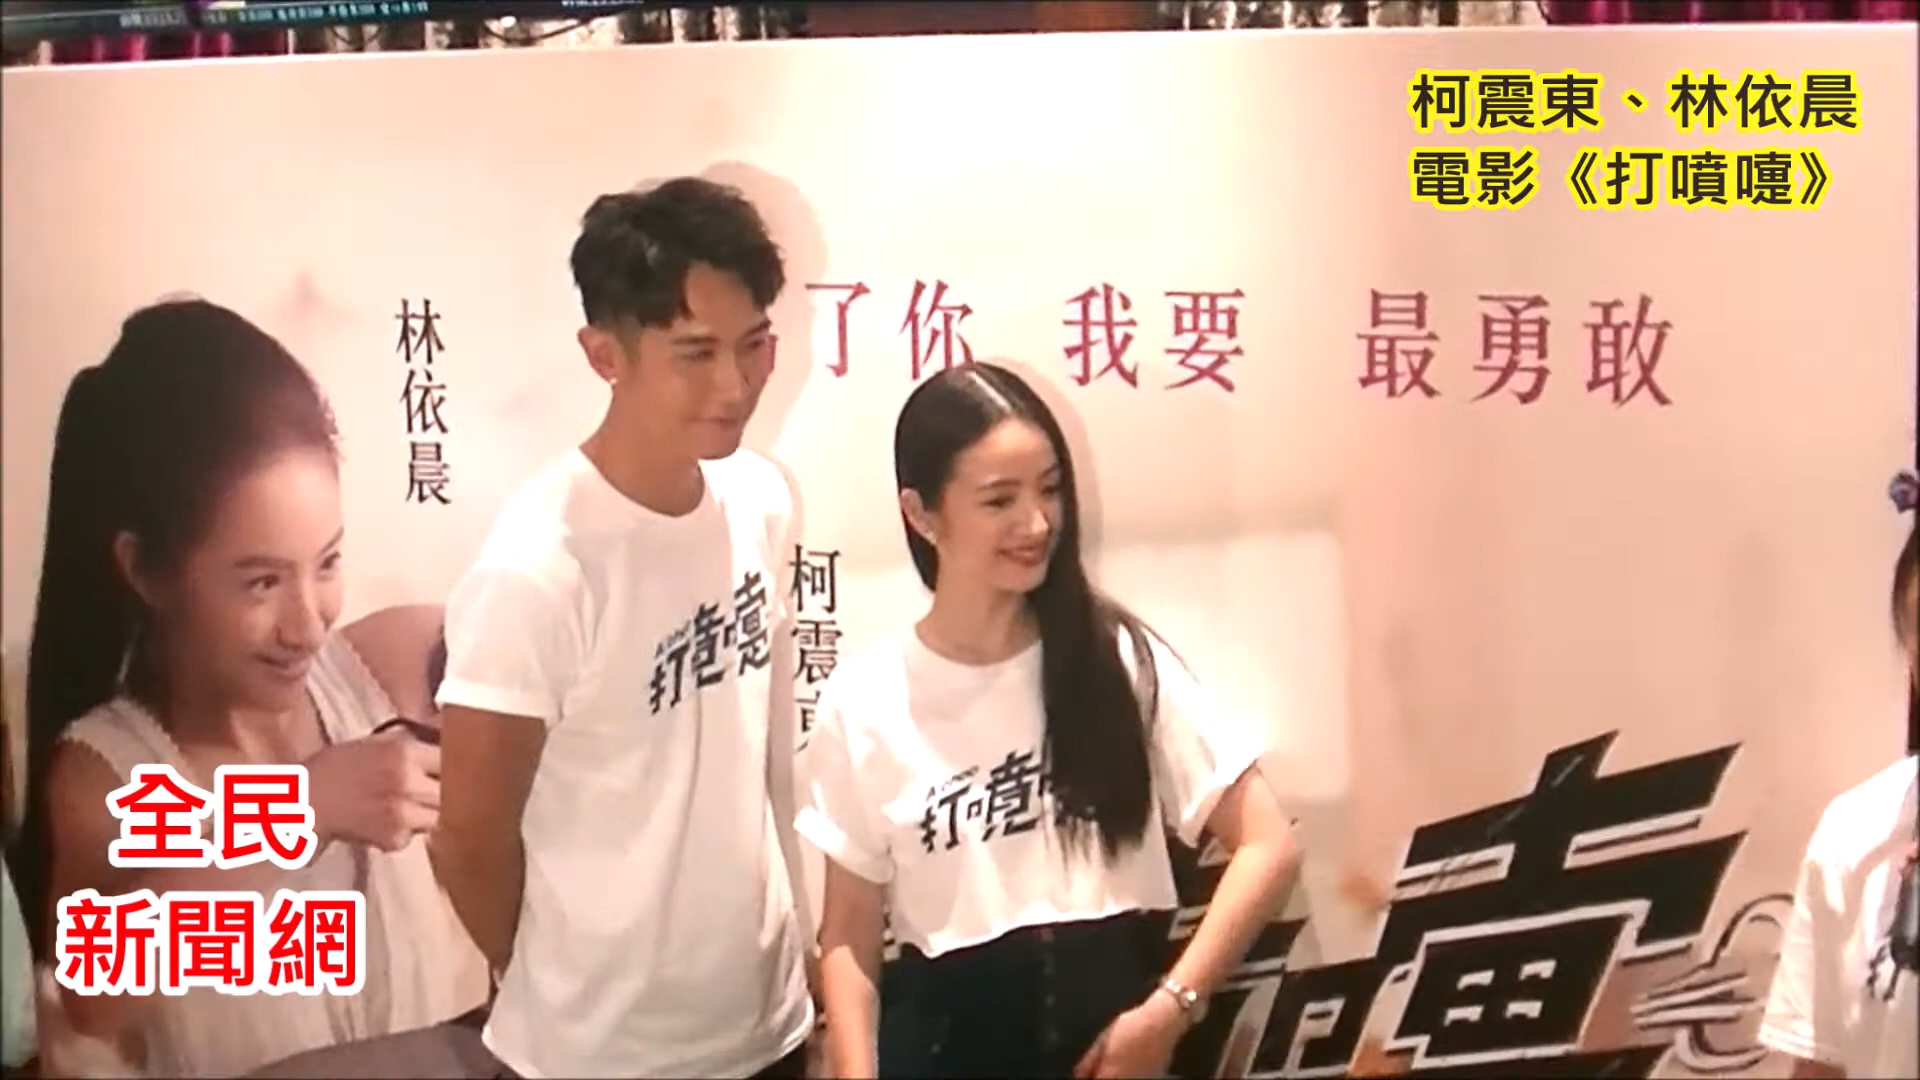 柯震東、林依晨
電影《打噴嚏》
了你 我要 最勇敢
林依晨
柯震東
打噴嚏
打噴
全民
新聞網